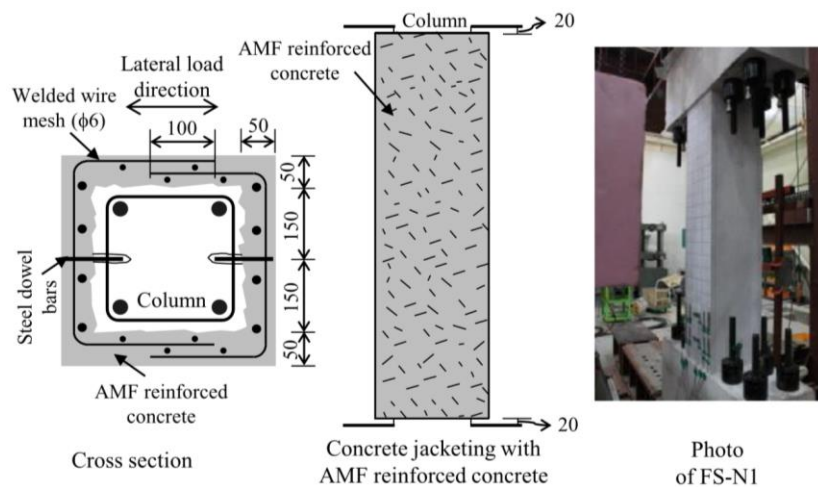 Lateral load
direction
Welded wire
mesh (ϕ6)
100
50
50
150
150
50
Steel dowel
bars
Column
AMF reinforced
concrete
Cross section
Column
20
AMF reinforced
concrete
20
Concrete jacketing with
AMF reinforced concrete
Photo
of FS-N1